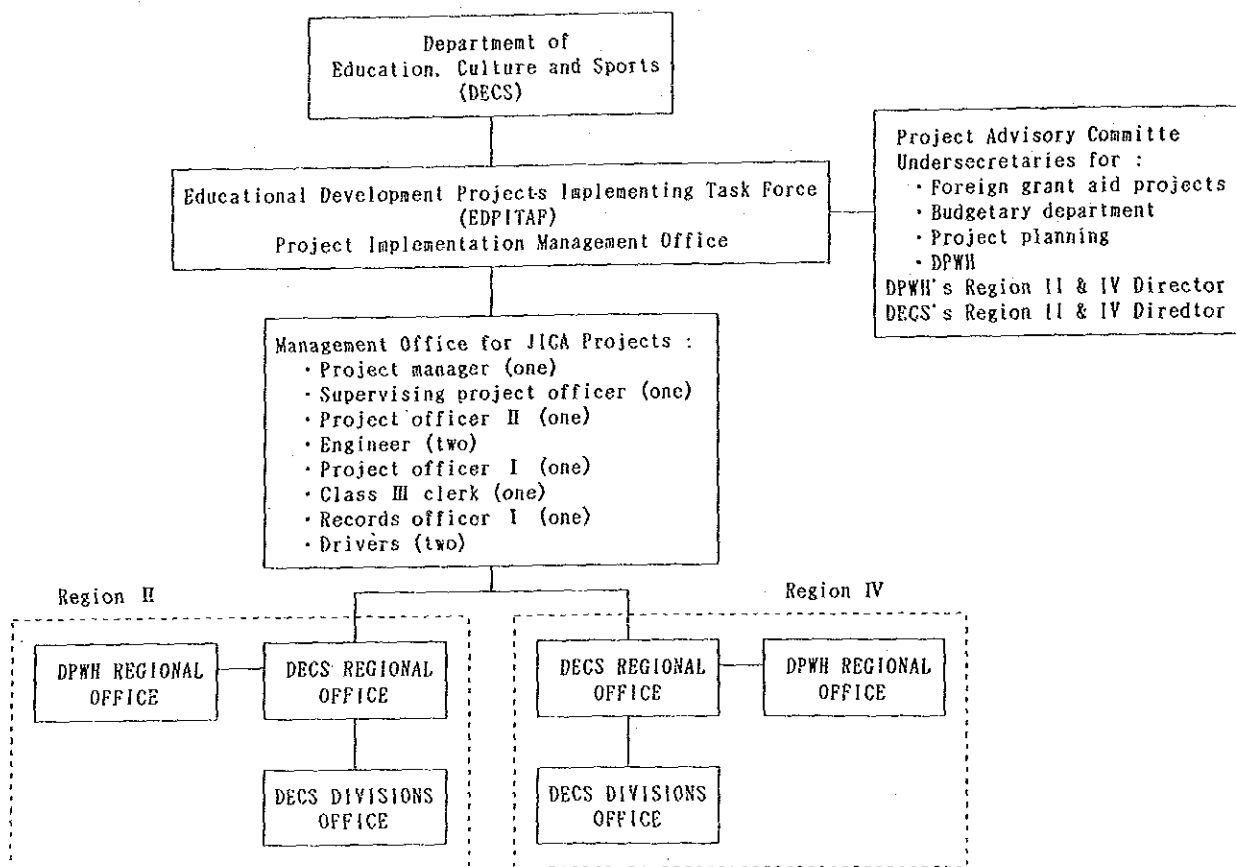 Departmemt of
Education, Culture and Sports
(DECS)
Project Advisory Committe
Undersecretaries for :
・Foreign grant aid projects
・Budgetary department
・Project planning
・DPWH
DPWH's Region II & IV Director
DECS's Region II & IV Diredtor
Educational Development Projects Implementing Task Force
(EDPITAF)
Project Implementation Management Office
Management Office for JICA Projects :
・Project manager (one)
・Supervising project officer (one)
・Project officer II (one)
・Engineer (two)
・Project officer I (one)
・Class III clerk (one)
・Records officer I (one)
・Drivers (two)
Region II
DPWH REGIONAL
OFFICE
DECS REGIONAL
OFFICE
DECS DIVISIONS
OFFICE
Region IV
DECS REGIONAL
OFFICE
DPWH REGIONAL
OFFICE
DECS DIVISIONS
OFFICE